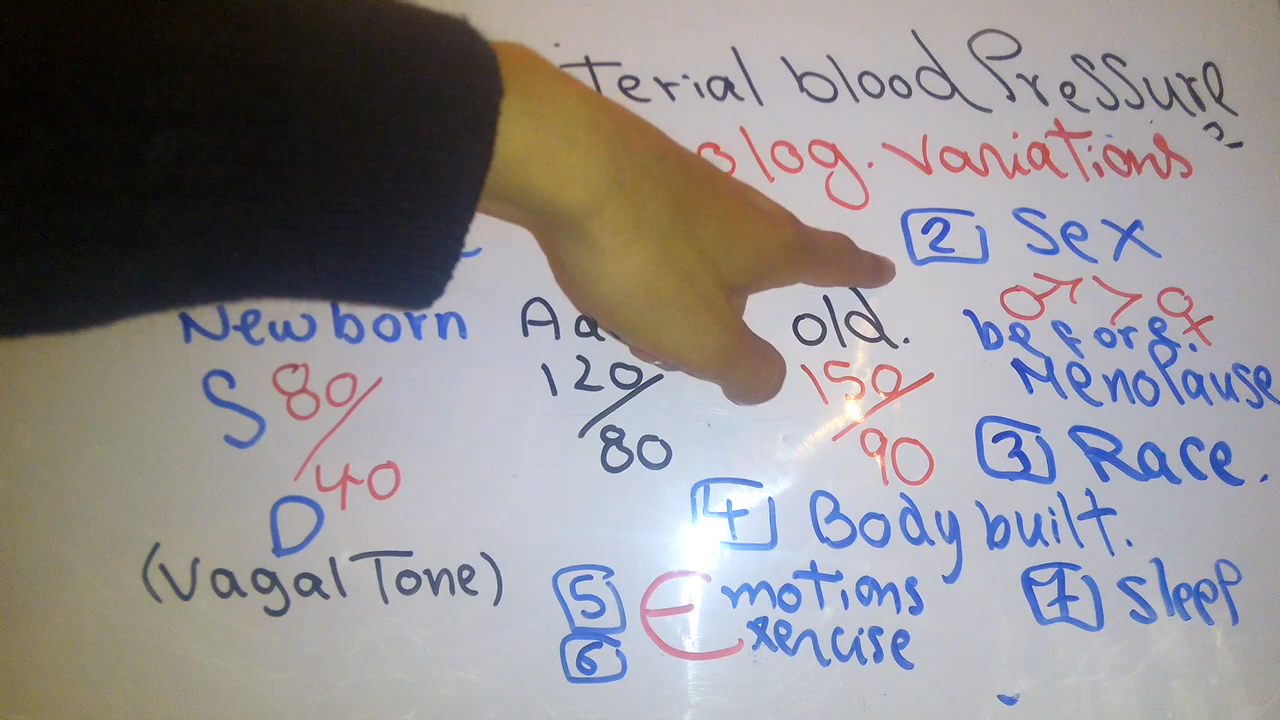 terial blood Pressure
olog. variations
2 Sex
♂ > ♀
before.
Menopause
Newborn
old.
S 80/40
D
120/80
150/90
(Vagal Tone)
3 Race.
4 Body built.
5 Emotions
6 Exercise
7 Sleep